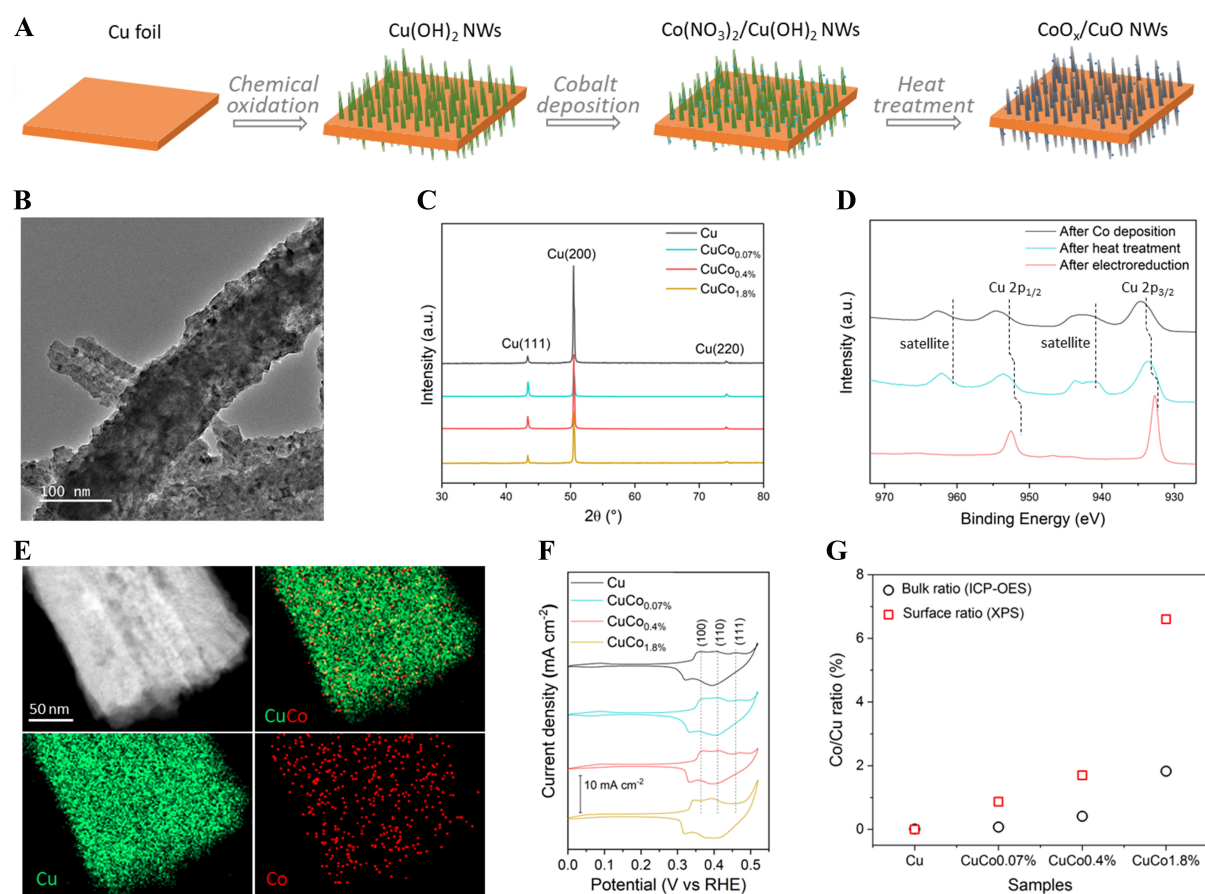 A
Cu foil
Chemical
oxidation
Cu(OH)2 NWs
Cobalt
deposition
Co(NO3)2/Cu(OH)2 NWs
Heat
treatment
CoOx/CuO NWs
B
100 nm
C
Intensity (a.u.)
Cu
CuCo0.07%
CuCo0.4%
CuCo1.8%
Cu(200)
Cu(111)
Cu(220)
30 40 50 60 70 80
2θ (°)
D
Intensity (a.u.)
After Co deposition
After heat treatment
After electroreduction
Cu 2p1/2
Cu 2p3/2
satellite
satellite
970 960 950 940 930
Binding Energy (eV)
E
50 nm
CuCo
Cu
Co
F
Current density (mA cm-2)
Cu
CuCo0.07%
CuCo0.4%
CuCo1.8%
(100)
(110)
(111)
10 mA cm-2
0.0 0.1 0.2 0.3 0.4 0.5
Potential (V vs RHE)
G
Co/Cu ratio (%)
8
6
4
2
0
Bulk ratio (ICP-OES)
Surface ratio (XPS)
Cu CuCo0.07% CuCo0.4% CuCo1.8%
Samples